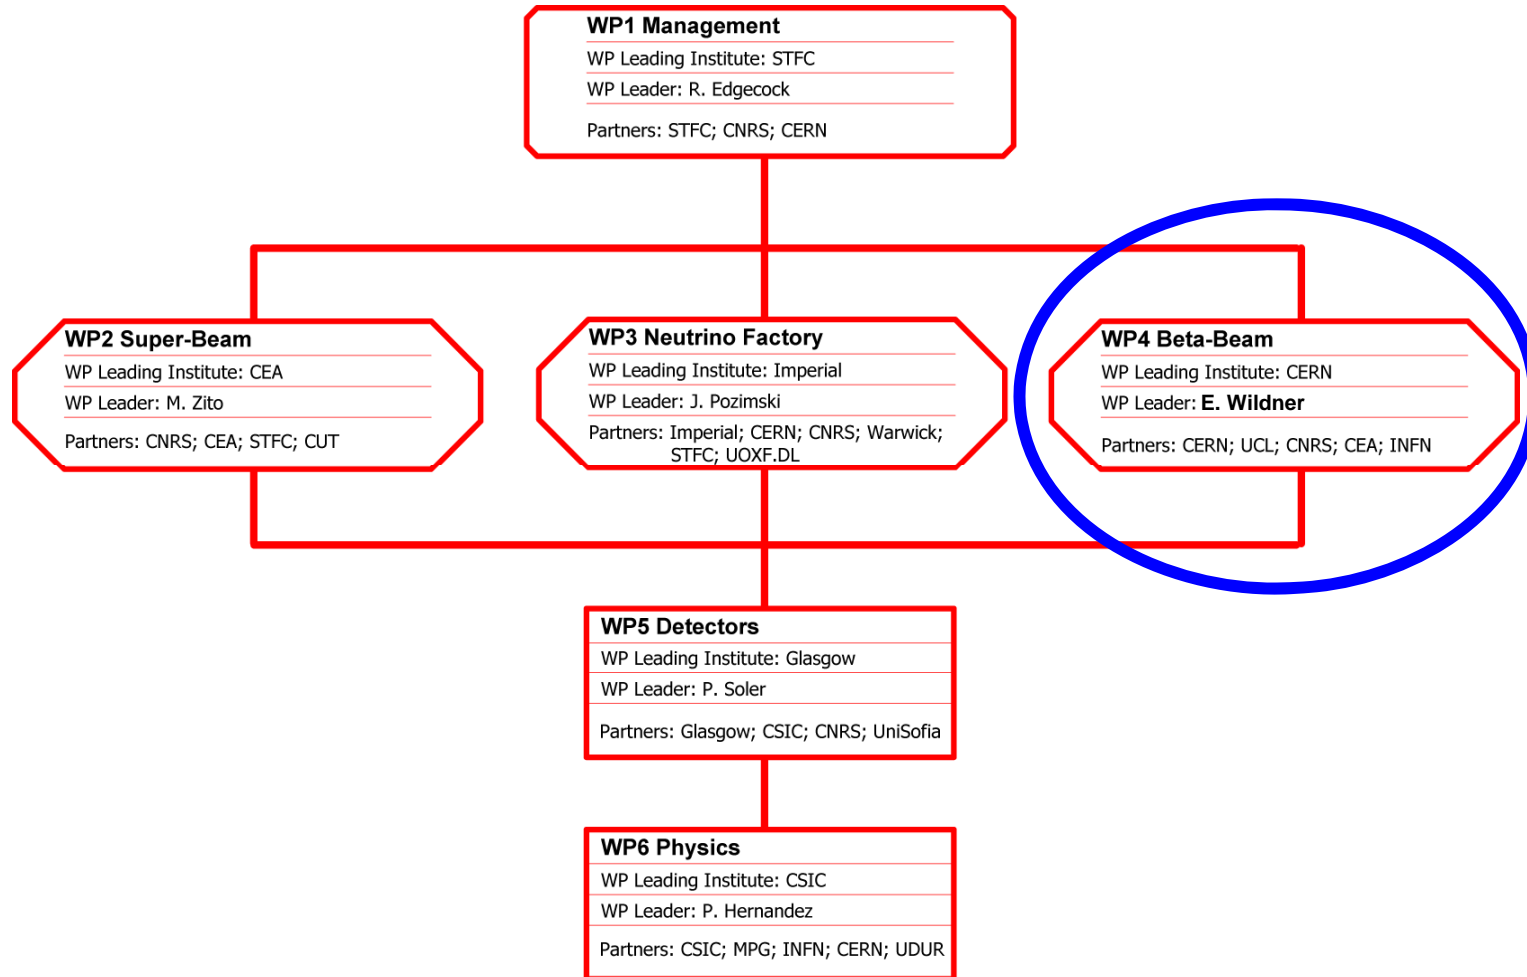 WP1 Management
WP Leading Institute: STFC
WP Leader: R. Edgecock
Partners: STFC; CNRS; CERN
WP2 Super-Beam
WP Leading Institute: CEA
WP Leader: M. Zito
Partners: CNRS; CEA; STFC; CUT
WP3 Neutrino Factory
WP Leading Institute: Imperial
WP Leader: J. Pozimski
Partners: Imperial; CERN; CNRS; Warwick;
STFC; UOXF.DL
WP4 Beta-Beam
WP Leading Institute: CERN
WP Leader: E. Wildner
Partners: CERN; UCL; CNRS; CEA; INFN
WP5 Detectors
WP Leading Institute: Glasgow
WP Leader: P. Soler
Partners: Glasgow; CSIC; CNRS; UniSofia
WP6 Physics
WP Leading Institute: CSIC
WP Leader: P. Hernandez
Partners: CSIC; MPG; INFN; CERN; UDUR